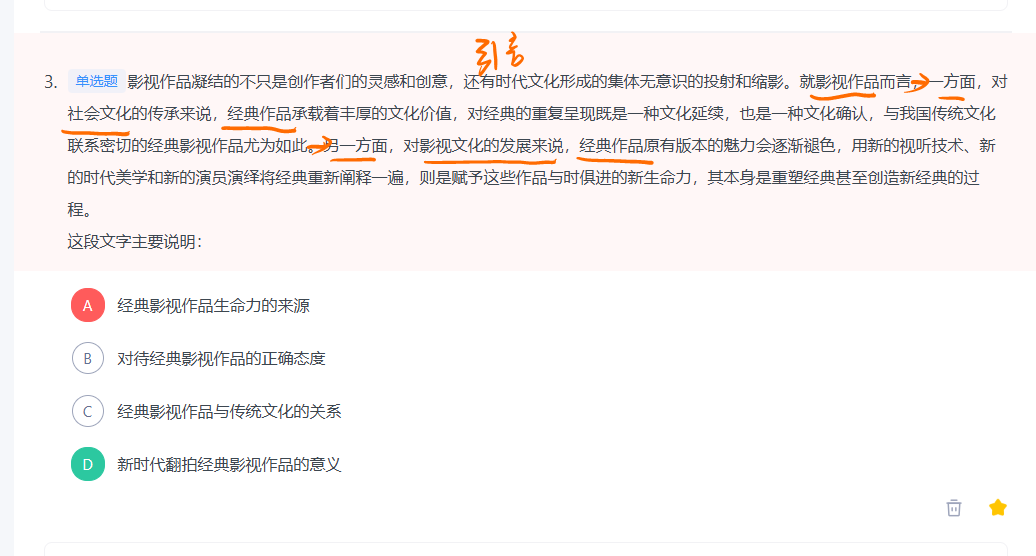 引言
3. 单选题 影视作品凝结的不只是创作者们的灵感和创意，还有时代文化形成的集体无意识的投射和缩影。就影视作品而言，一方面，对
社会文化的传承来说，经典作品承载着丰厚的文化价值，对经典的重复呈现既是一种文化延续，也是一种文化确认，与我国传统文化
联系密切的经典影视作品尤为如此。另一方面，对影视文化的发展来说，经典作品原有版本的魅力会逐渐褪色，用新的视听技术、新
的时代美学和新的演员演绎将经典重新阐释一遍，则是赋予这些作品与时俱进的新生命力，其本身是重塑经典甚至创造新经典的过
程。
这段文字主要说明：
A 经典影视作品生命力的来源
B 对待经典影视作品的正确态度
C 经典影视作品与传统文化的关系
D 新时代翻拍经典影视作品的意义